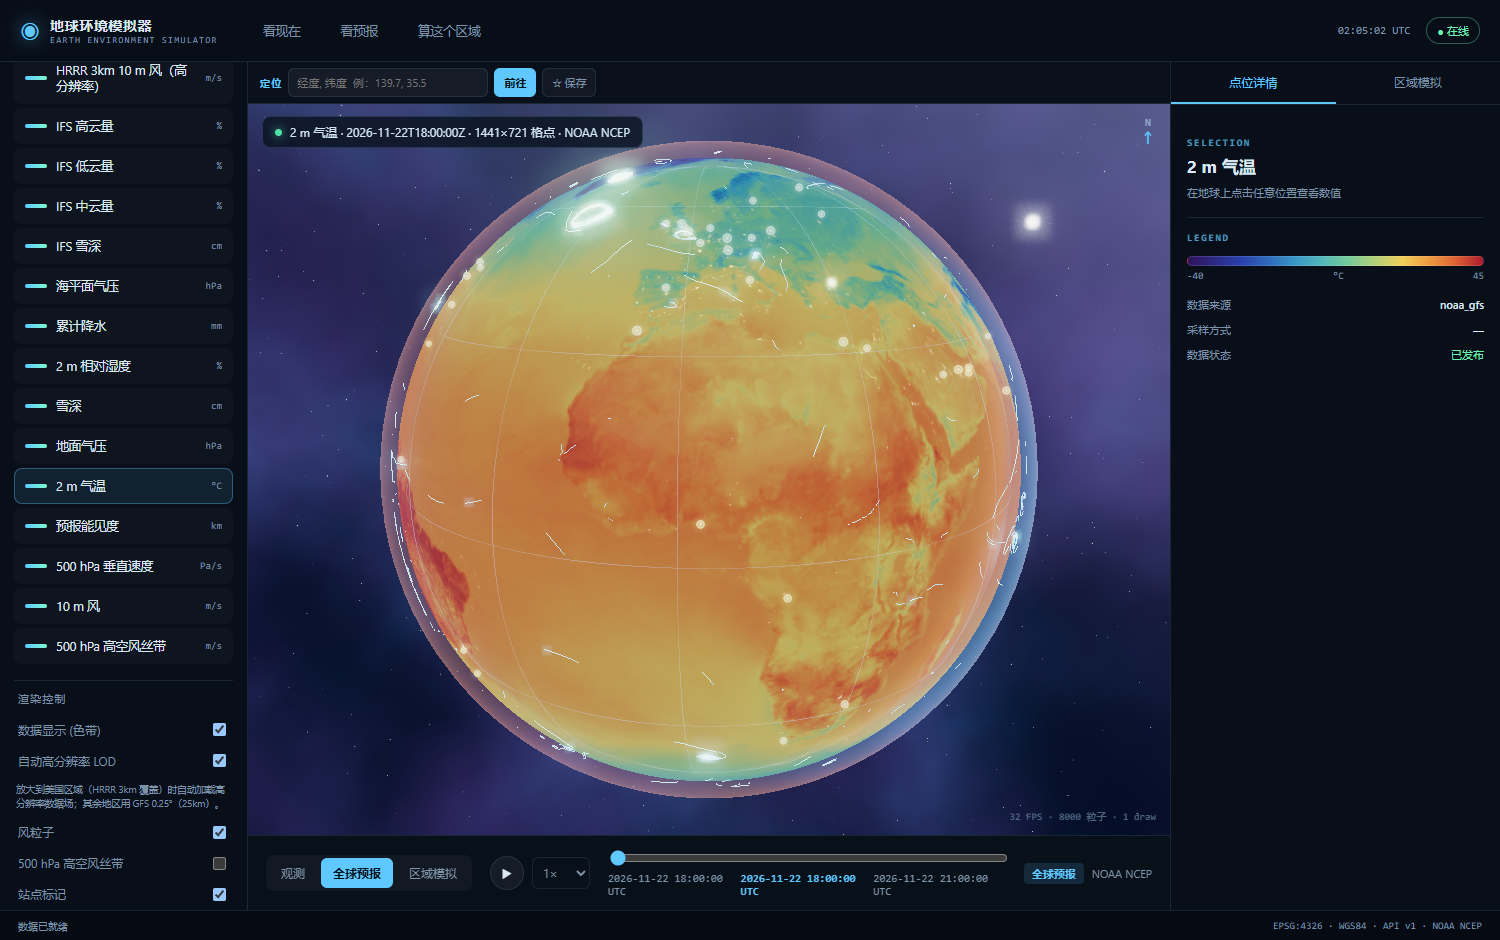 地球环境模拟器
EARTH ENVIRONMENT SIMULATOR
看现在
看预报
算这个区域
02:05:02 UTC
在线
HRRR 3km 10 m 风（高
分辨率）
m/s
IFS 高云量
%
IFS 低云量
%
IFS 中云量
%
IFS 雪深
cm
海平面气压
hPa
累计降水
mm
2 m 相对湿度
%
雪深
cm
地面气压
hPa
2 m 气温
°C
预报能见度
km
500 hPa 垂直速度
Pa/s
10 m 风
m/s
500 hPa 高空风丝带
m/s
渲染控制
数据显示 (色带)
自动高分辨率 LOD
放大到美国区域（HRRR 3km 覆盖）时自动加载高
分辨率数据场；其余地区用 GFS 0.25°（25km）。
风粒子
500 hPa 高空风丝带
站点标记
定位
经度, 纬度 例：139.7, 35.5
前往
☆ 保存
2 m 气温 · 2026-11-22T18:00:00Z · 1441×721 格点 · NOAA NCEP
N
32 FPS · 8000 粒子 · 1 draw
观测
全球预报
区域模拟
1×
2026-11-22 18:00:00
UTC
2026-11-22 18:00:00
UTC
2026-11-22 21:00:00
UTC
全球预报
NOAA NCEP
点位详情
区域模拟
SELECTION
2 m 气温
在地球上点击任意位置查看数值
LEGEND
-40
°C
45
数据来源
noaa_gfs
采样方式
—
数据状态
已发布
数据已就绪
EPSG:4326 · WGS84 · API v1 · NOAA NCEP